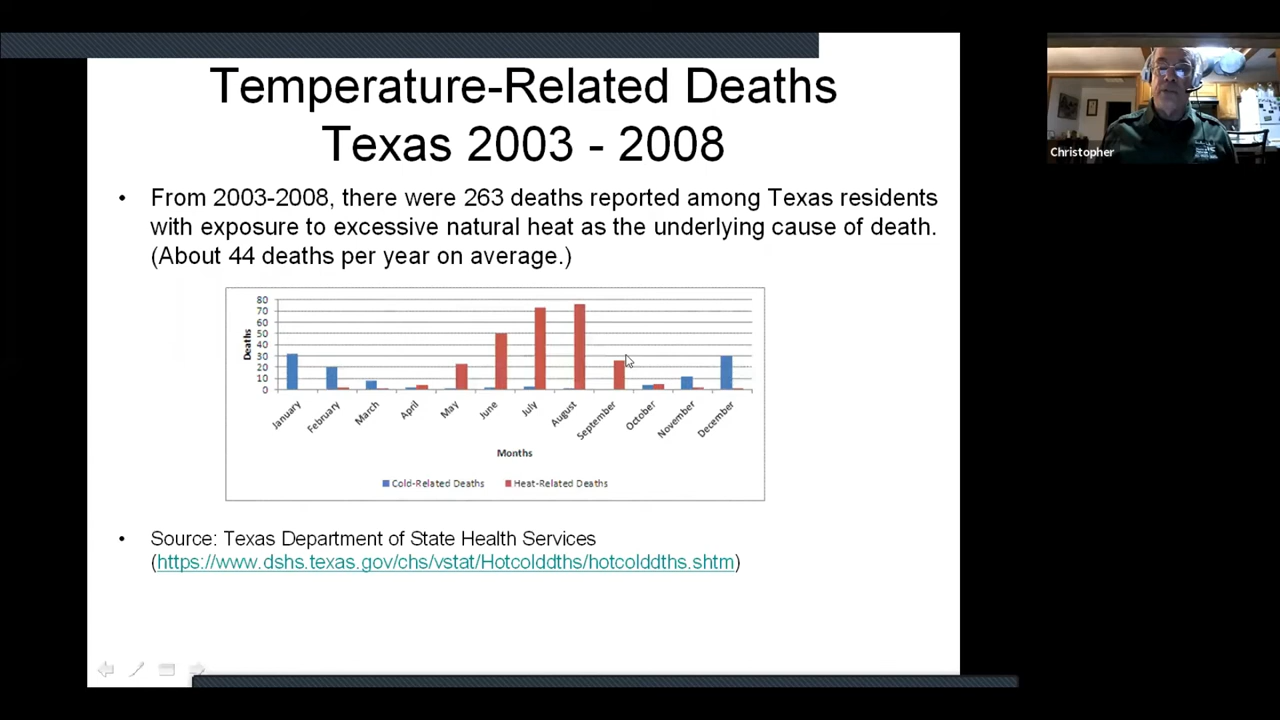 Temperature-Related Deaths
Texas 2003 - 2008
Christopher
• From 2003-2008, there were 263 deaths reported among Texas residents
with exposure to excessive natural heat as the underlying cause of death.
(About 44 deaths per year on average.)
80
70
60
50
40
30
20
10
0
Deaths
January
February
March
April
May
June
July
August
September
October
November
December
Months
Cold-Related Deaths
Heat-Related Deaths
• Source: Texas Department of State Health Services
(https://www.dshs.texas.gov/chs/vstat/Hotcolddths/hotcolddths.shtm)